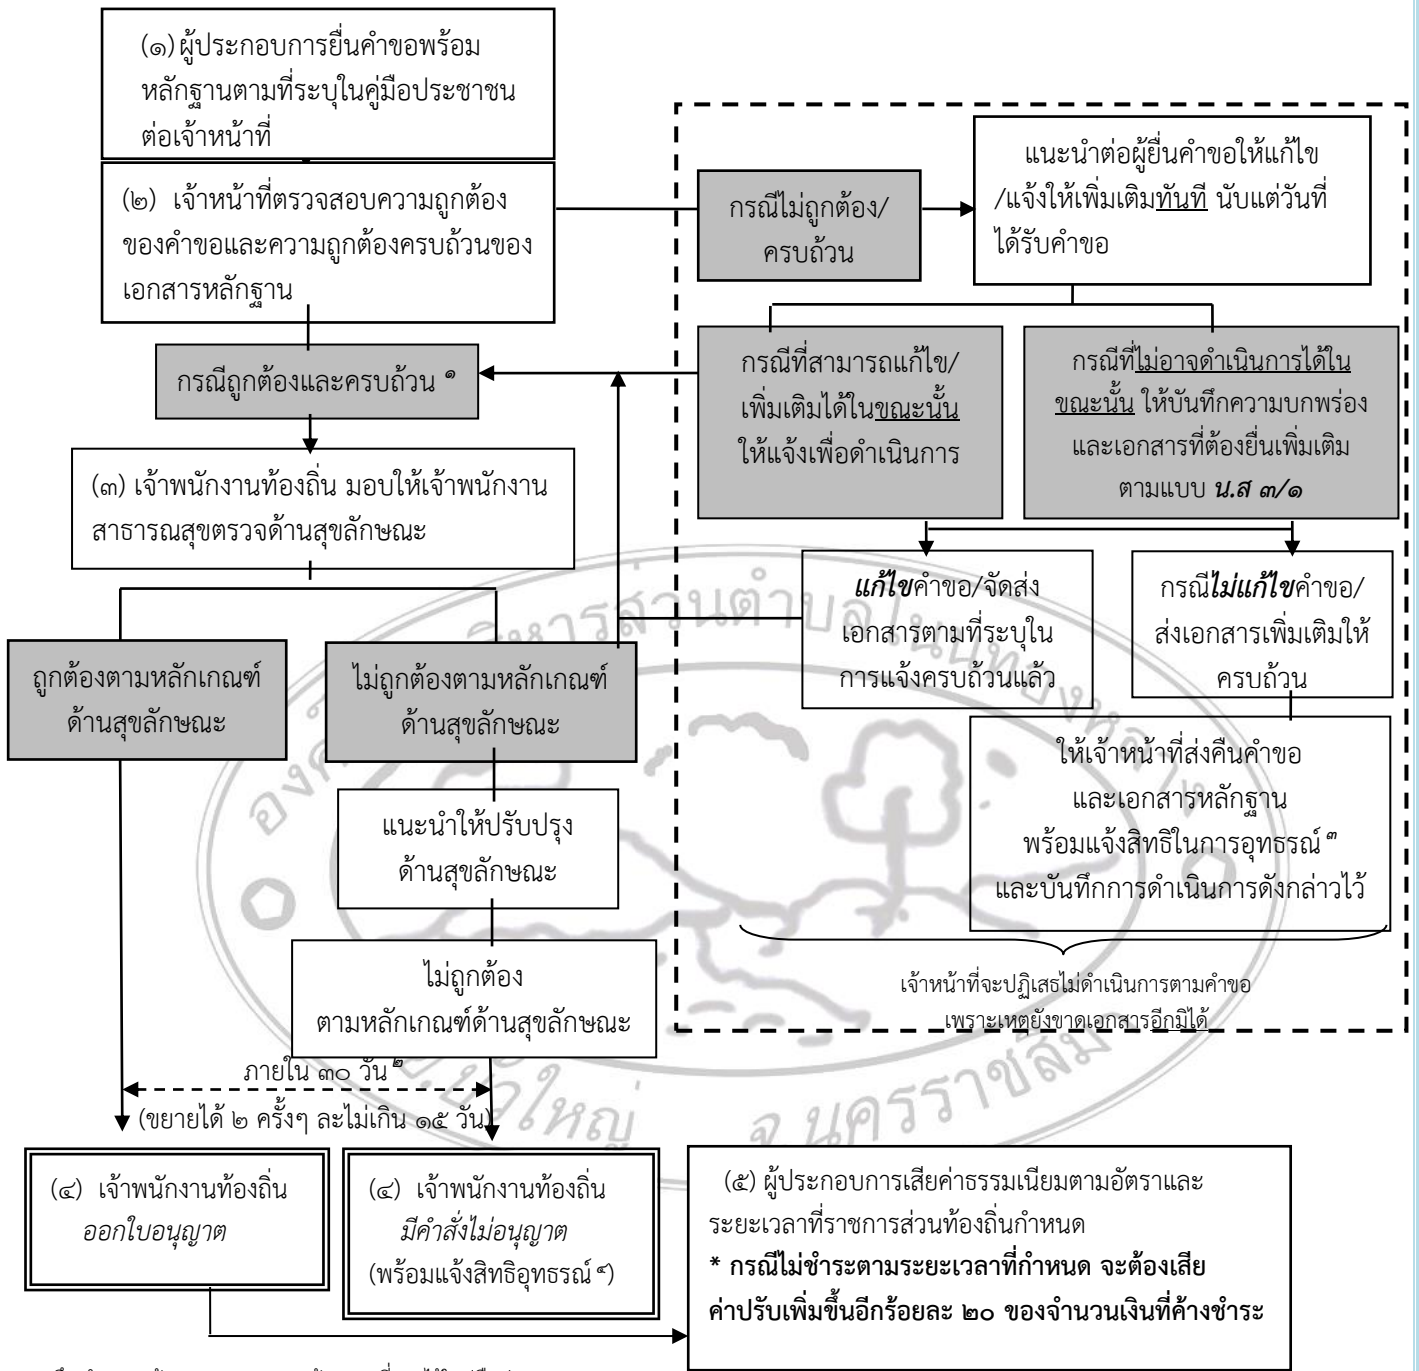 (๑) ผู้ประกอบการยื่นคำขอพร้อม
หลักฐานตามที่ระบุในคู่มือประชาชน
ต่อเจ้าหน้าที่
(๒) เจ้าหน้าที่ตรวจสอบความถูกต้อง
ของคำขอและความถูกต้องครบถ้วนของ
เอกสารหลักฐาน
กรณีไม่ถูกต้อง/
ครบถ้วน
แนะนำต่อผู้ยื่นคำขอให้แก้ไข
/แจ้งให้เพิ่มเติมทันที นับแต่วันที่
ได้รับคำขอ
กรณีถูกต้องและครบถ้วน ๑
กรณีที่สามารถแก้ไข/
เพิ่มเติมได้ในขณะนั้น
ให้แจ้งเพื่อดำเนินการ
กรณีที่ไม่อาจดำเนินการได้ใน
ขณะนั้น ให้บันทึกความบกพร่อง
และเอกสารที่ต้องยื่นเพิ่มเติม
ตามแบบ น.ส ๓/๑
(๓) เจ้าพนักงานท้องถิ่น มอบให้เจ้าพนักงาน
สาธารณสุขตรวจด้านสุขลักษณะ
แก้ไขคำขอ/จัดส่ง
เอกสารตามที่ระบุใน
การแจ้งครบถ้วนแล้ว
กรณีไม่แก้ไขคำขอ/
ส่งเอกสารเพิ่มเติมให้
ครบถ้วน
ถูกต้องตามหลักเกณฑ์
ด้านสุขลักษณะ
ไม่ถูกต้องตามหลักเกณฑ์
ด้านสุขลักษณะ
ให้เจ้าหน้าที่ส่งคืนคำขอ
และเอกสารหลักฐาน
พร้อมแจ้งสิทธิในการอุทธรณ์ ๓
และบันทึกการดำเนินการดังกล่าวไว้
แนะนำให้ปรับปรุง
ด้านสุขลักษณะ
ไม่ถูกต้อง
ตามหลักเกณฑ์ด้านสุขลักษณะ
เจ้าหน้าที่จะปฏิเสธไม่ดำเนินการตามคำขอ
เพราะเหตุยังขาดเอกสารอีกมิได้
ภายใน ๓๐ วัน ๒
(ขยายได้ ๒ ครั้งๆ ละไม่เกิน ๑๕ วัน)
(๔) เจ้าพนักงานท้องถิ่น
ออกใบอนุญาต
(๔) เจ้าพนักงานท้องถิ่น
มีคำสั่งไม่อนุญาต
(พร้อมแจ้งสิทธิอุทธรณ์ ๔)
(๕) ผู้ประกอบการเสียค่าธรรมเนียมตามอัตราและ
ระยะเวลาที่ราชการส่วนท้องถิ่นกำหนด
* กรณีไม่ชำระตามระยะเวลาที่กำหนด จะต้องเสีย
ค่าปรับเพิ่มขึ้นอีกร้อยละ ๒๐ ของจำนวนเงินที่ค้างชำระ